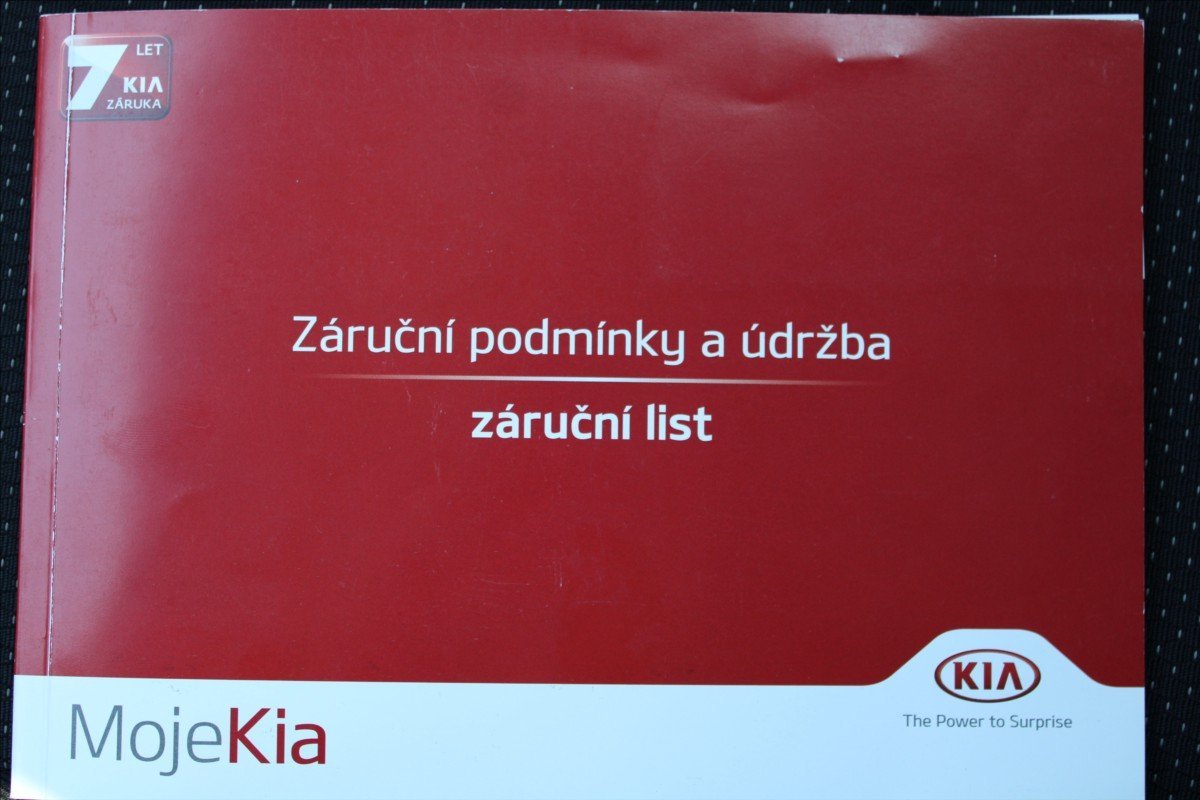 7 LET
KIA
ZÁRUKA
Záruční podmínky a údržba
záruční list
MojeKia
KIA
The Power to Surprise